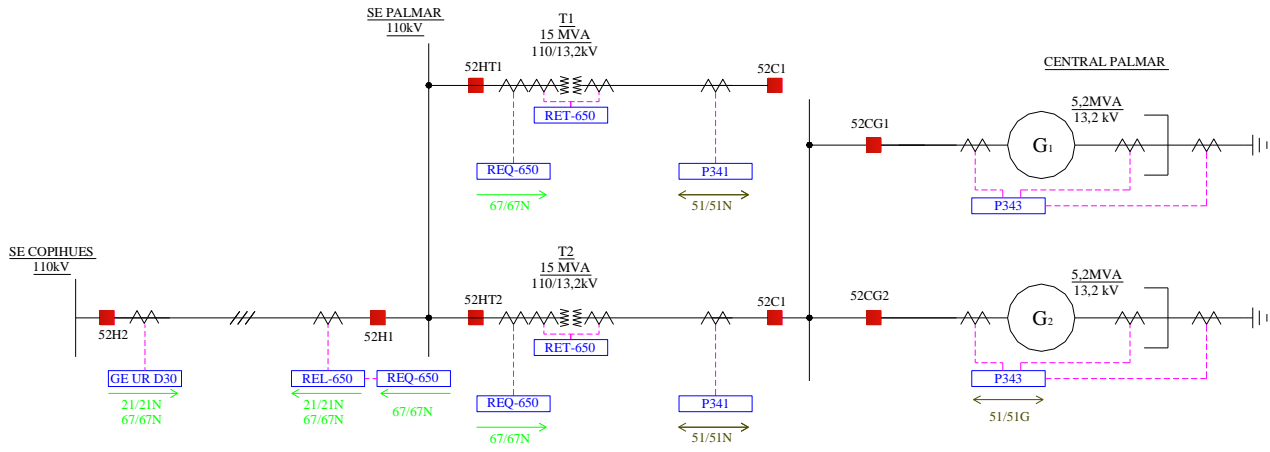 SE PALMAR
110kV
T1
15 MVA
110/13,2kV
52HT1
52C1
RET-650
REQ-650
67/67N
P341
51/51N
CENTRAL PALMAR
52CG1
5,2MVA
13,2 kV
G1
P343
SE COPIHUES
110kV
52H2
52H1
GE UR D30
21/21N
67/67N
REL-650
21/21N
67/67N
REQ-650
67/67N
T2
15 MVA
110/13,2kV
52HT2
52C1
RET-650
REQ-650
67/67N
P341
51/51N
52CG2
5,2MVA
13,2 kV
G2
P343
51/51G